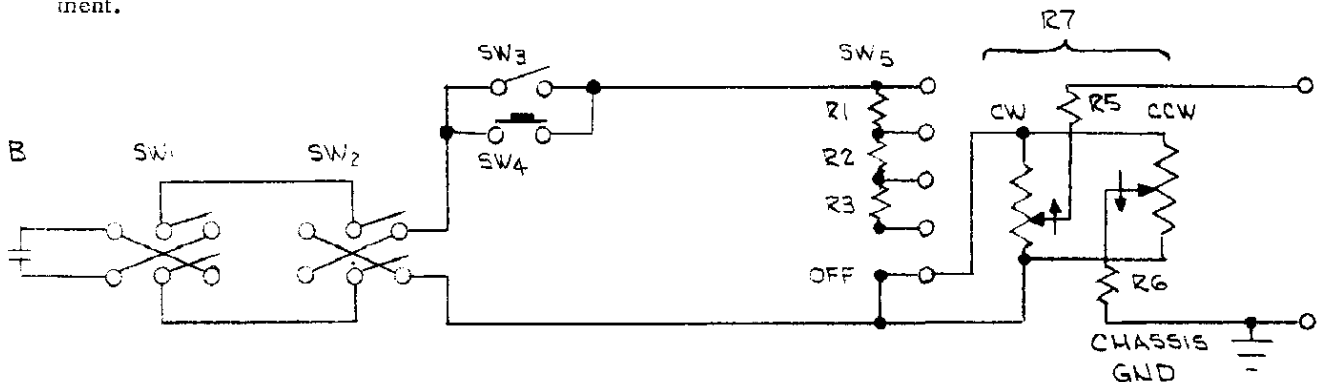 ment.
R7
SW3
SW5
R1
CW
R5
CCW
B
SW1
SW2
SW4
R2
R3
OFF
R6
CHASSIS
GND